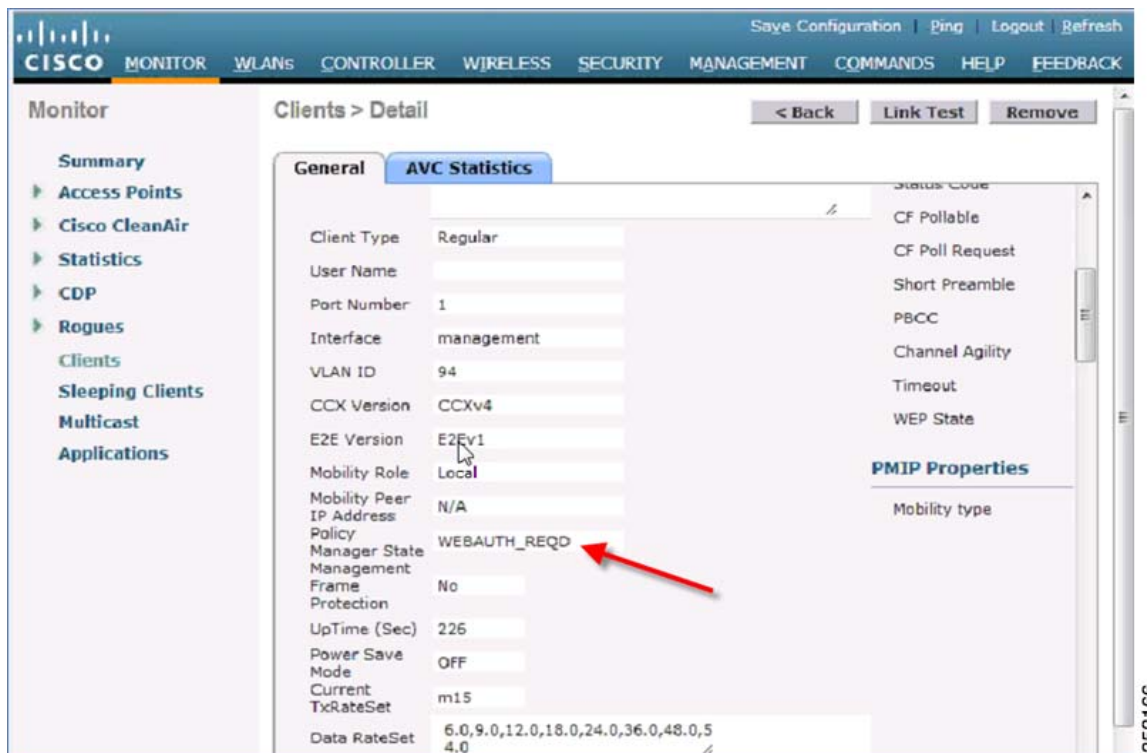 Save Configuration | Ping | Logout | Refresh
CISCO MONITOR WLANs CONTROLLER WIRELESS SECURITY MANAGEMENT COMMANDS HELP FEEDBACK
Monitor
Summary
Access Points
Cisco CleanAir
Statistics
CDP
Rogues
Clients
Sleeping Clients
Multicast
Applications
Clients > Detail
< Back Link Test Remove
General AVC Statistics
Client Type Regular
User Name
Port Number 1
Interface management
VLAN ID 94
CCX Version CCXv4
E2E Version E2Ev1
Mobility Role Local
Mobility Peer
IP Address N/A
Policy
Manager State WEBAUTH_REQD
Management
Frame
Protection No
UpTime (Sec) 226
Power Save
Mode OFF
Current
TxRateSet m15
Data RateSet 6.0,9.0,12.0,18.0,24.0,36.0,48.0,5
4.0
Status Code
CF Pollable
CF Poll Request
Short Preamble
PBCC
Channel Agility
Timeout
WEP State
PMIP Properties
Mobility type